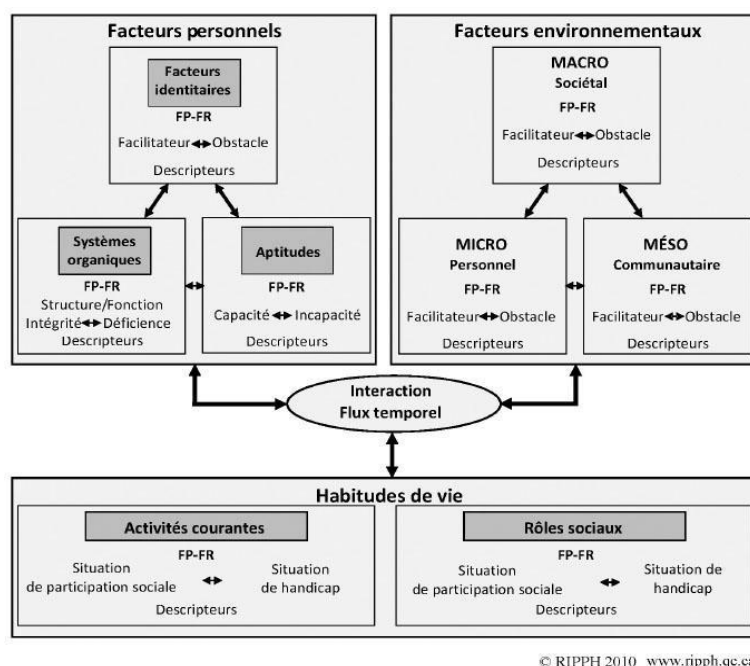 Facteurs personnels
Facteurs
identitaires
FP-FR
Facilitateur Obstacle
Descripteurs
Systèmes
organiques
FP-FR
Structure/Fonction
Intégrité Déficience
Descripteurs
Aptitudes
FP-FR
Capacité Incapacité
Descripteurs
Facteurs environnementaux
MACRO
Sociétal
FP-FR
Facilitateur Obstacle
Descripteurs
MICRO
Personnel
FP-FR
Facilitateur Obstacle
Descripteurs
MÉSO
Communautaire
FP-FR
Facilitateur Obstacle
Descripteurs
Interaction
Flux temporel
Habitudes de vie
Activités courantes
FP-FR
Situation
de participation sociale
Situation
de handicap
Descripteurs
Rôles sociaux
FP-FR
Situation
de participation sociale
Situation de
handicap
Descripteurs
© RIPPH 2010 www.ripph.qc.ca